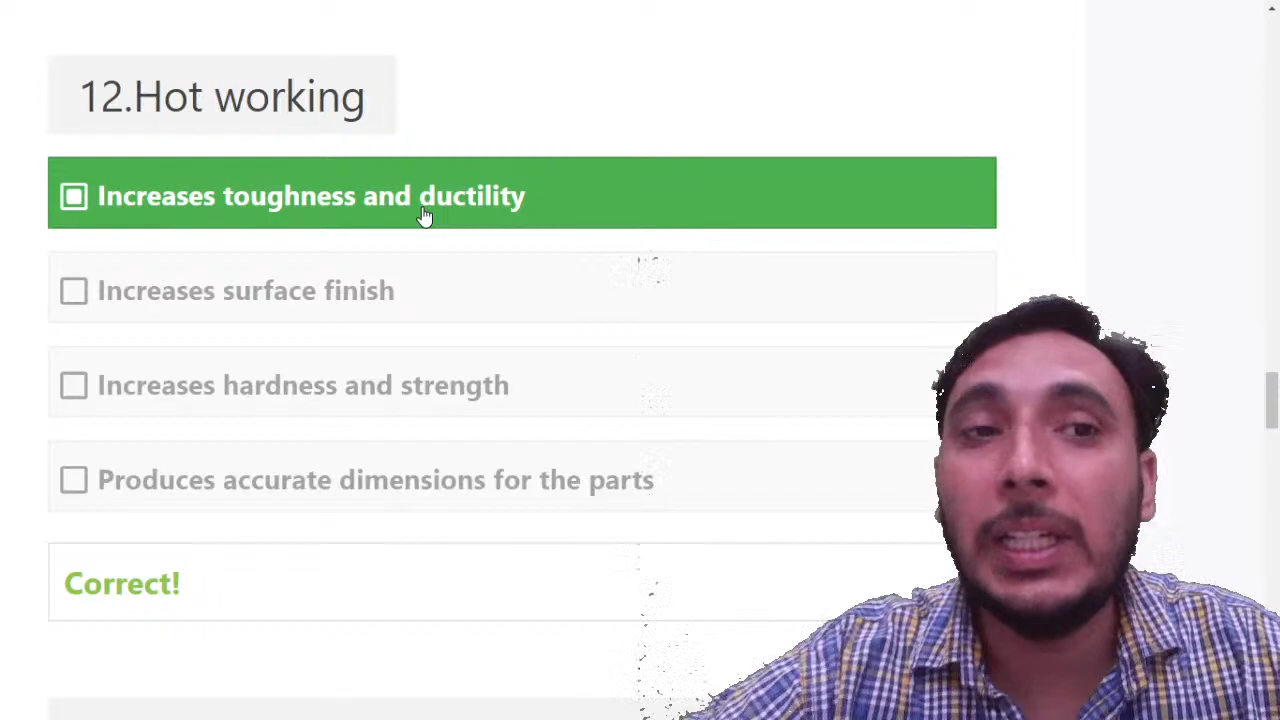 12.Hot working
Increases toughness and ductility
Increases surface finish
Increases hardness and strength
Produces accurate dimensions for the parts
Correct!